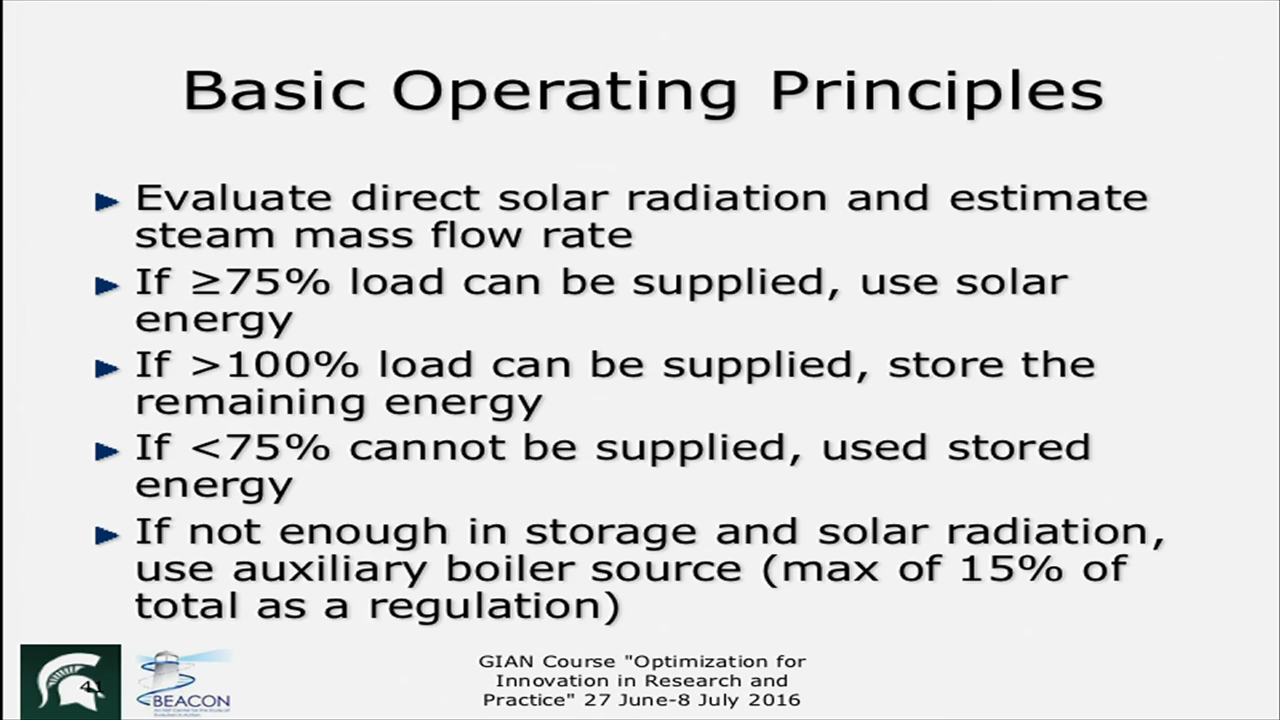 Basic Operating Principles
Evaluate direct solar radiation and estimate
steam mass flow rate
If ≥75% load can be supplied, use solar
energy
If >100% load can be supplied, store the
remaining energy
If <75% cannot be supplied, used stored
energy
If not enough in storage and solar radiation,
use auxiliary boiler source (max of 15% of
total as a regulation)
GIAN Course "Optimization for
Innovation in Research and
Practice" 27 June-8 July 2016
BEACON